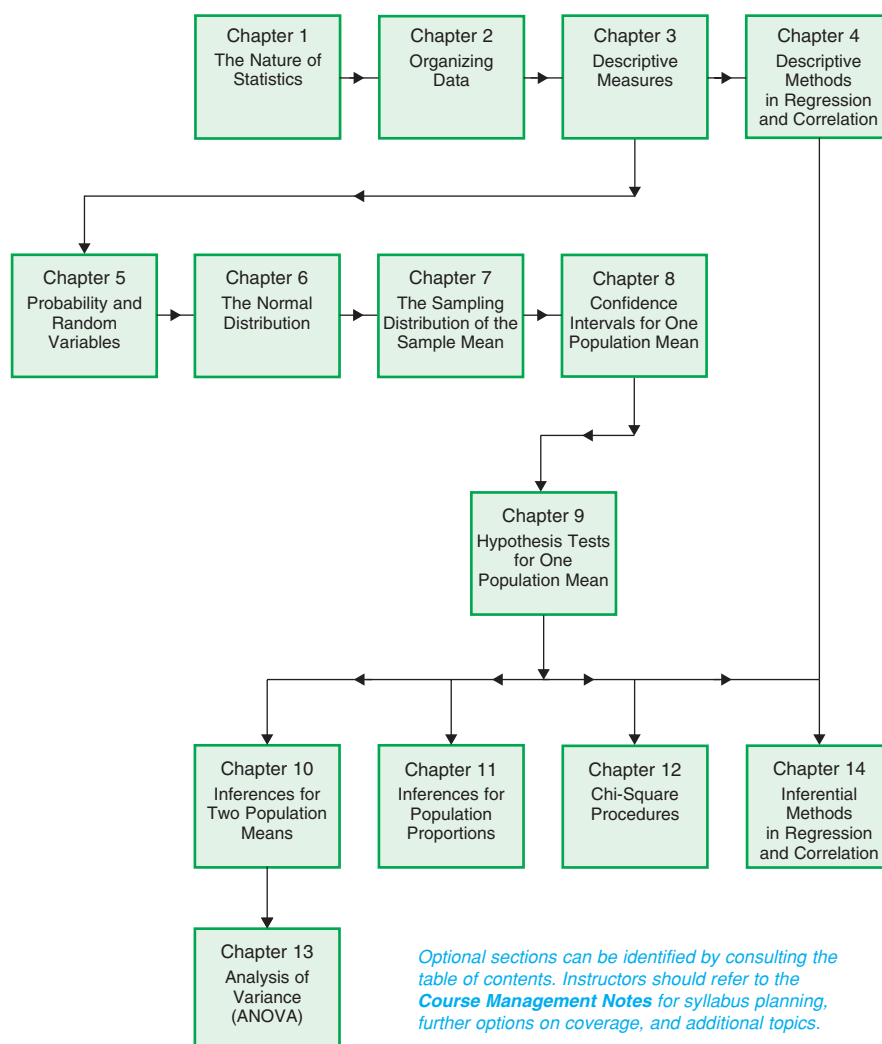 Chapter 1
The Nature of
Statistics
Chapter 2
Organizing
Data
Chapter 3
Descriptive
Measures
Chapter 4
Descriptive
Methods
in Regression
and Correlation
Chapter 5
Probability and
Random
Variables
Chapter 6
The Normal
Distribution
Chapter 7
The Sampling
Distribution of the
Sample Mean
Chapter 8
Confidence
Intervals for One
Population Mean
Chapter 9
Hypothesis Tests
for One
Population Mean
Chapter 10
Inferences for
Two Population
Means
Chapter 11
Inferences for
Population
Proportions
Chapter 12
Chi-Square
Procedures
Chapter 14
Inferential
Methods
in Regression
and Correlation
Chapter 13
Analysis of
Variance
(ANOVA)
Optional sections can be identified by consulting the
table of contents. Instructors should refer to the
Course Management Notes for syllabus planning,
further options on coverage, and additional topics.